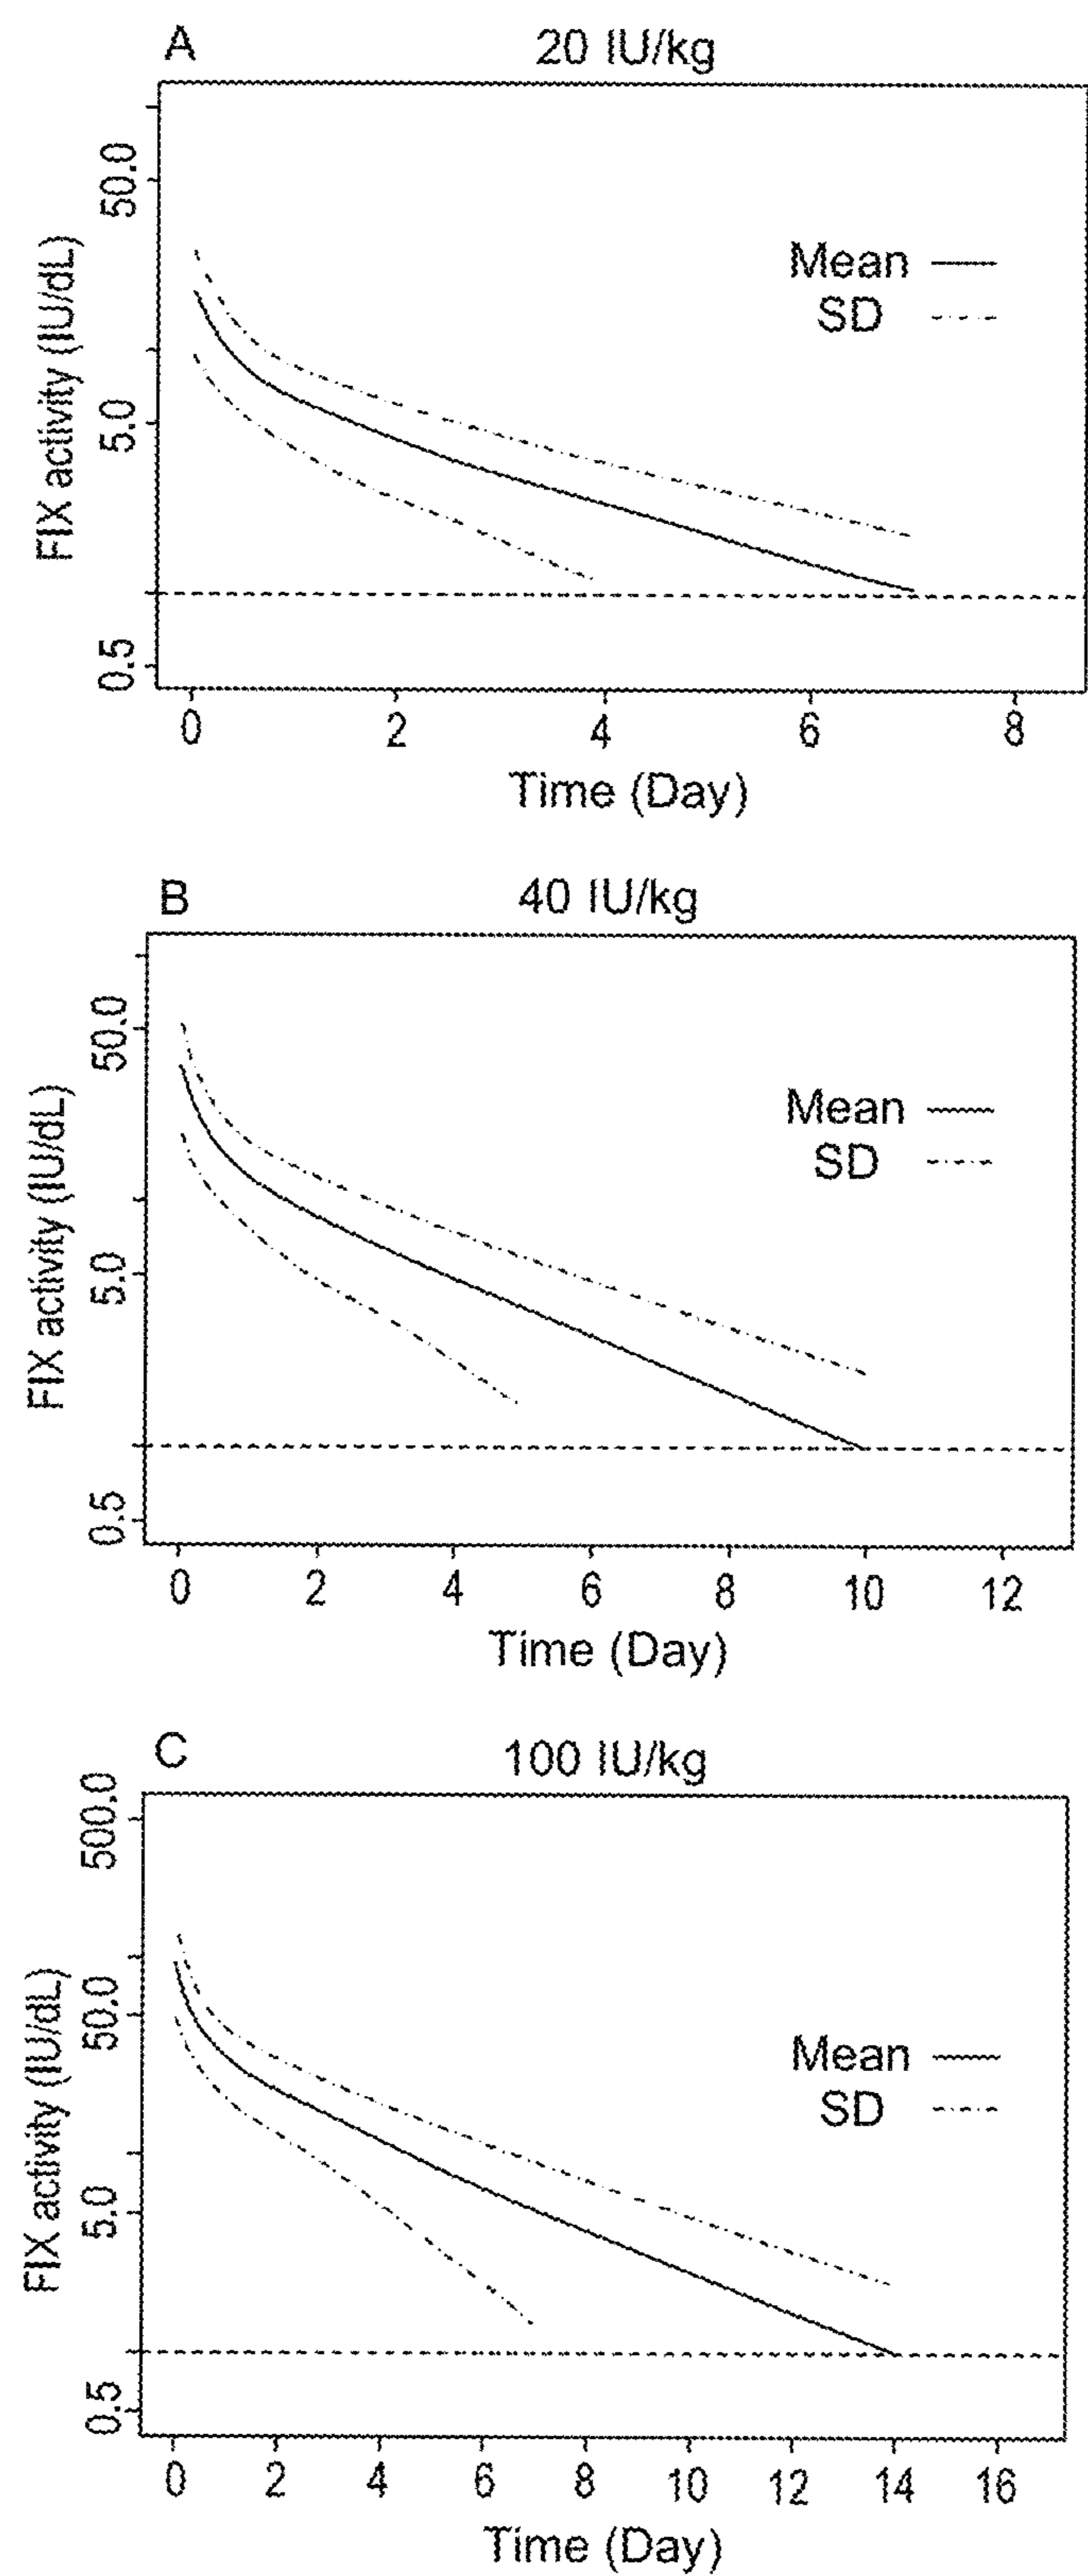 A
20 IU/kg
FIX activity (IU/dL)
50.0
5.0
0.5
Mean
SD
0 2 4 6 8
Time (Day)
B
40 IU/kg
FIX activity (IU/dL)
50.0
5.0
0.5
Mean
SD
0 2 4 6 8 10 12
Time (Day)
C
100 IU/kg
FIX activity (IU/dL)
500.0
50.0
5.0
0.5
Mean
SD
0 2 4 6 8 10 12 14 16
Time (Day)